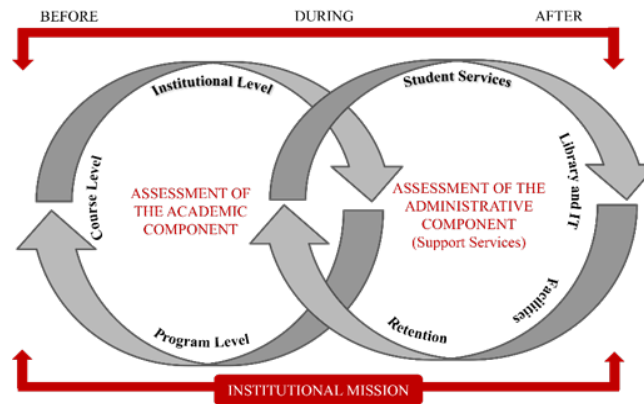 BEFORE DURING AFTER
Institutional Level
Student Services
Course Level
Library and IT
ASSESSMENT OF
THE ACADEMIC
COMPONENT
ASSESSMENT OF THE
ADMINISTRATIVE
COMPONENT
(Support Services)
Program Level
Retention
Facilities
INSTITUTIONAL MISSION